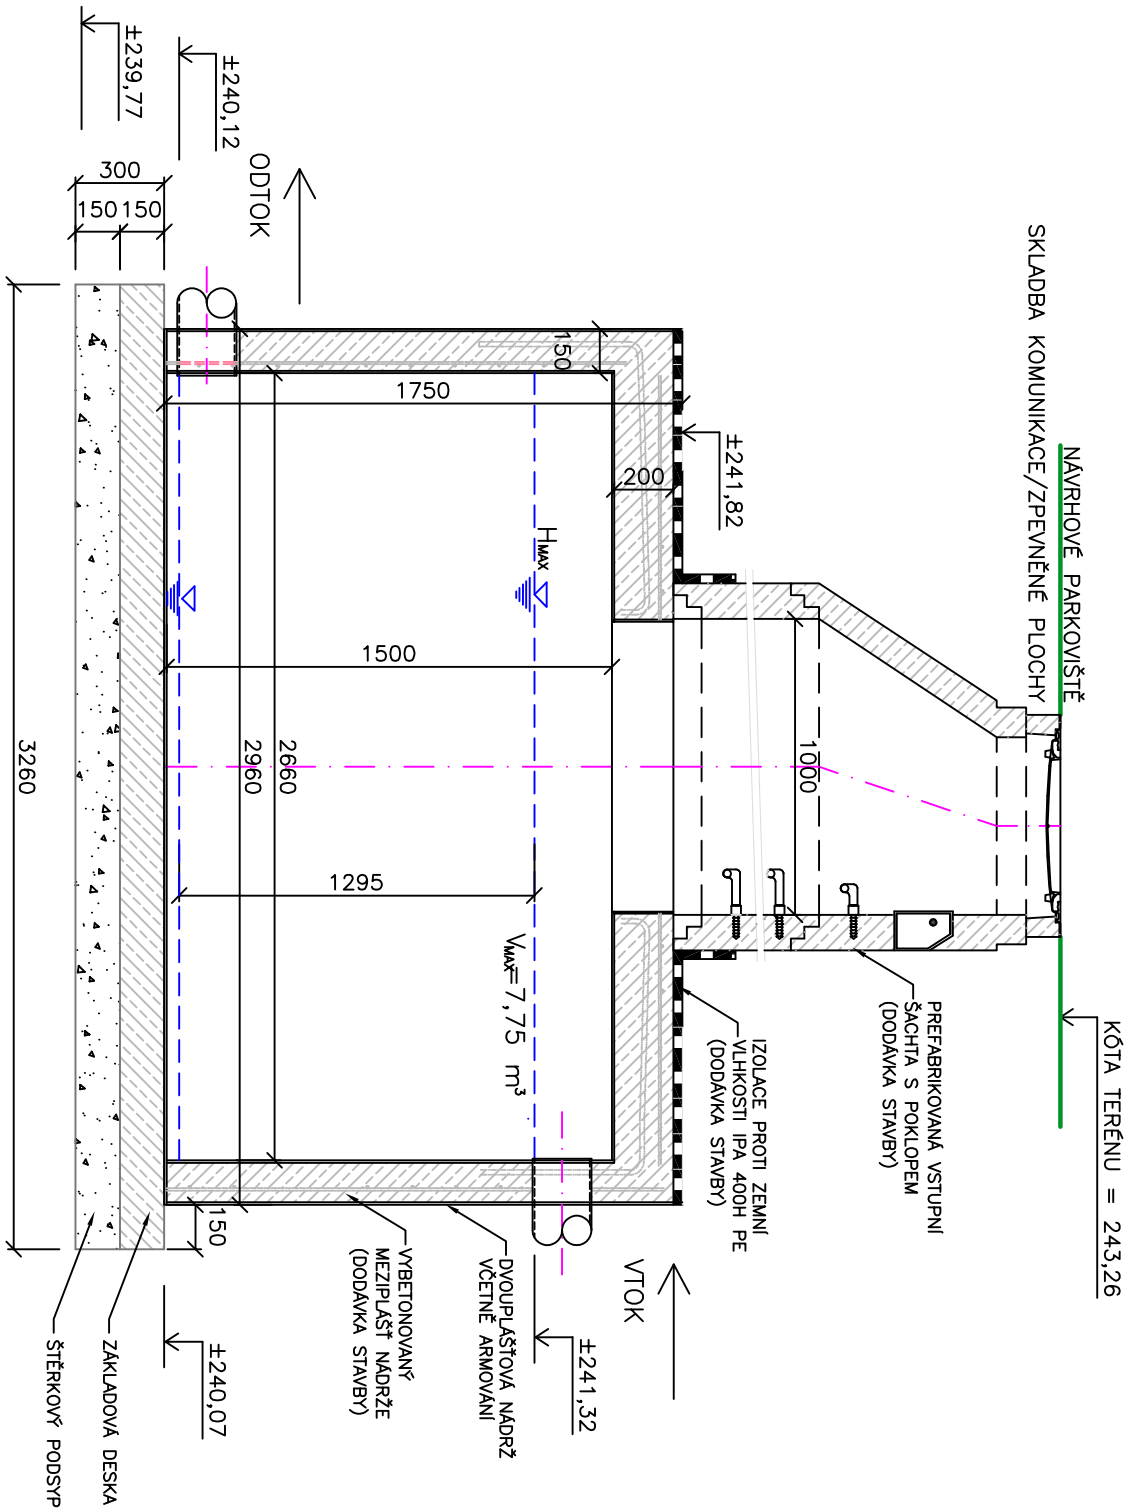 KÓTA TERÉNU = 243,26
NÁVRHOVÉ PARKOVIŠTĚ
SKLADBA KOMUNIKACE/ZPEVNĚNÉ PLOCHY
PREFABRIKOVANÁ VSTUPNÍ
ŠACHTA S POKLOPEM
(DODÁVKA STAVBY)
1000
IZOLACE PROTI ZEMNÍ
VLHKOSTI IPA 400H PE
(DODÁVKA STAVBY)
±241,82
200
VTOK
±241,32
150
HMAX
VMAX=7,75 m³
DVOUPLÁŠŤOVÁ NÁDRŽ
VČETNĚ ARMOVÁNÍ
1750
1500
1295
VYBETONOVANÝ
MEZIPLÁŠŤ NÁDRŽE
(DODÁVKA STAVBY)
ODTOK
2660
2960
±240,12
±240,07
150
±239,77
300
150
150
ZÁKLADOVÁ DESKA
ŠTĚRKOVÝ PODSYP
3260